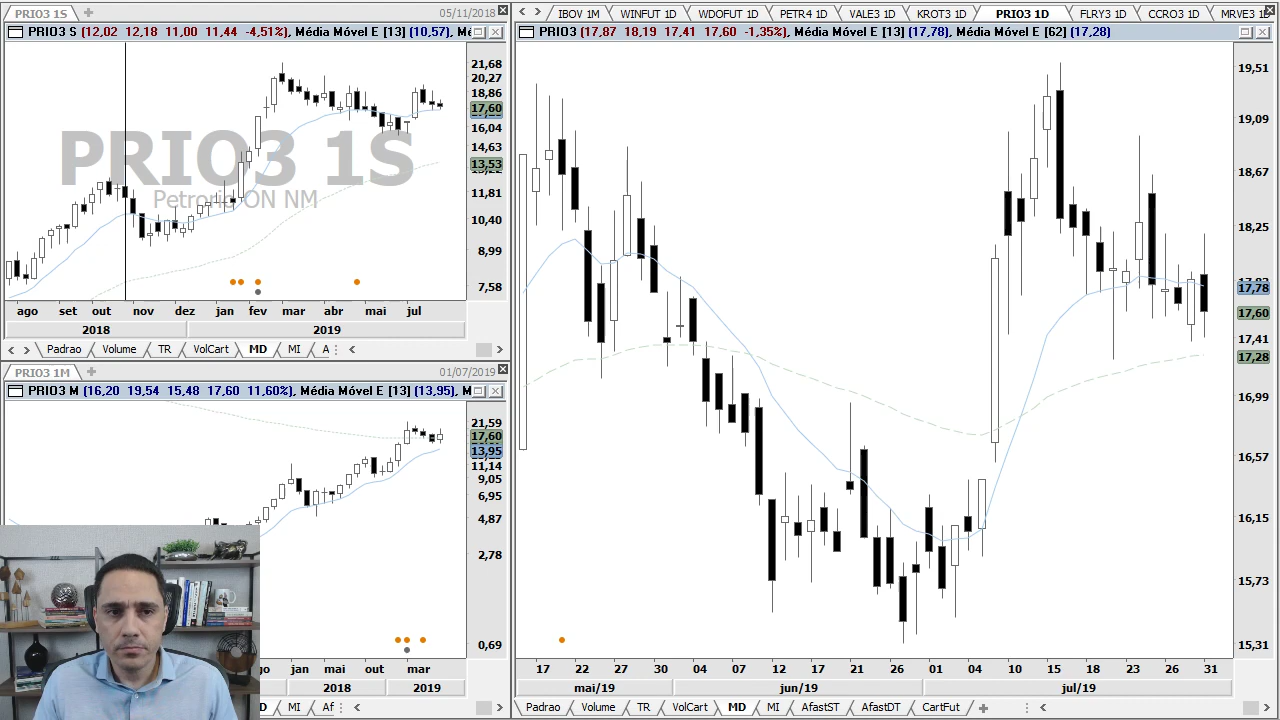 PRIO3 1S
05/11/2018
PRIO3 S (12,02 12,18 11,00 11,44 -4,51%), Média Móvel E [13] (10,57), Mé
PRIO3 1S
Petrorio ON NM
21,68
20,27
18,86
17,60
16,04
14,63
13,53
11,81
10,40
8,99
7,58
ago set out nov dez jan fev mar abr mai jul
2018 2019
Padrao Volume TR VolCart MD MI A
PRIO3 1M
01/07/2019
PRIO3 M (16,20 19,54 15,48 17,60 11,60%), Média Móvel E [13] (13,95), M
21,59
17,60
13,95
11,14
9,05
6,95
4,87
2,78
0,69
go jan mai out mar
2018 2019
D MI Af
IBOV 1M WINFUT 1D WDOFUT 1D PETR4 1D VALE3 1D KROT3 1D PRIO3 1D FLRY3 1D CCRO3 1D MRVE3 1D
PRIO3 (17,87 18,19 17,41 17,60 -1,35%), Média Móvel E [13] (17,78), Média Móvel E [62] (17,28)
19,51
19,09
18,67
18,25
17,78
17,60
17,41
17,28
16,99
16,57
16,15
15,73
15,31
17 22 27 30 04 07 12 17 21 26 01 04 10 15 18 23 26 31
mai/19 jun/19 jul/19
Padrao Volume TR VolCart MD MI AfastST AfastDT CartFut